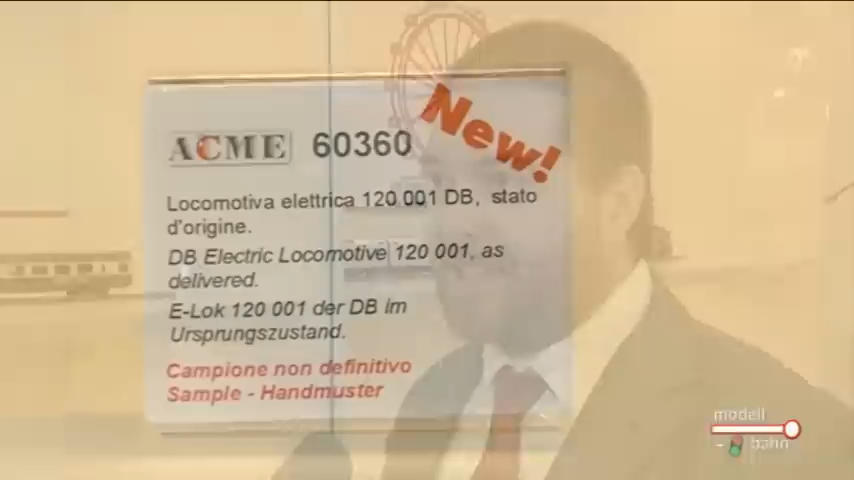 New!
ACME 60360
Locomotiva elettrica 120 001 DB, stato
d'origine.
DB Electric Locomotive 120 001, as
delivered.
E-Lok 120 001 der DB im
Ursprungszustand.
Campione non definitivo
Sample - Handmuster
modell
- bahn